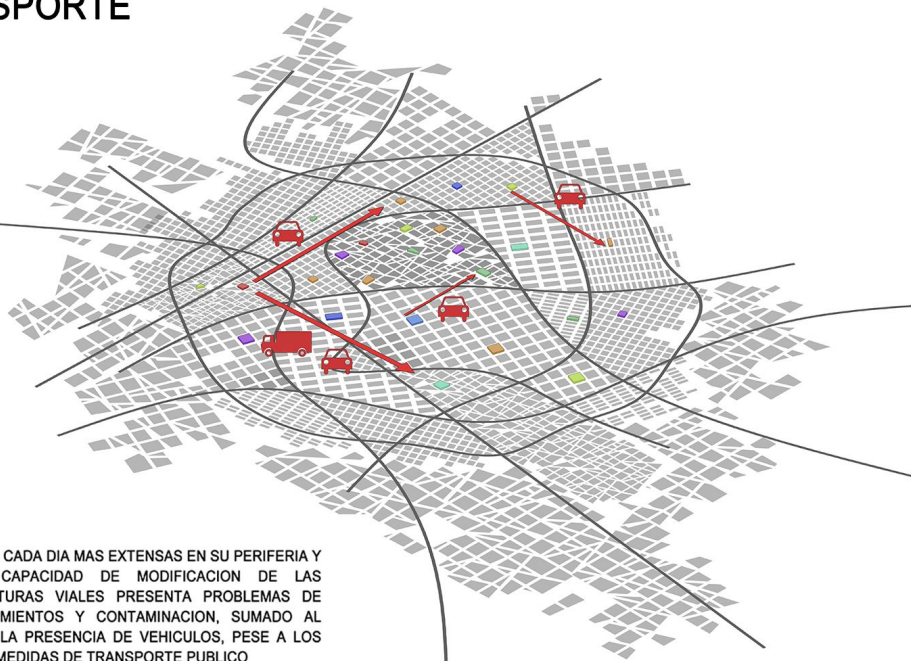 SPORTE
CADA DIA MAS EXTENSAS EN SU PERIFERIA Y
CAPACIDAD DE MODIFICACION DE LAS
TURAS VIALES PRESENTA PROBLEMAS DE
MIENTOS Y CONTAMINACION, SUMADO AL
LA PRESENCIA DE VEHICULOS, PESE A LOS
MEDIDAS DE TRANSPORTE PUBLICO